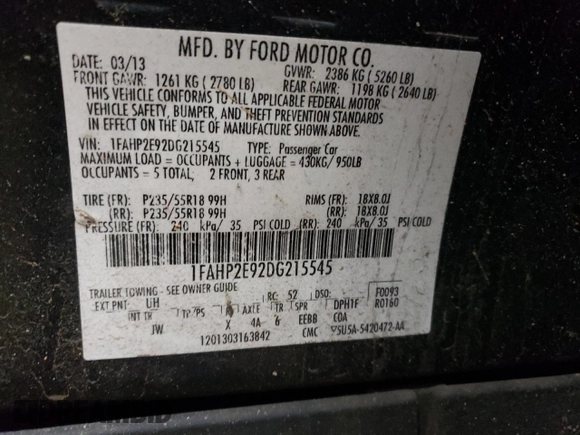 MFD. BY FORD MOTOR CO.
DATE: 03/13
GVWR: 2386 KG ( 5260 LB)
FRONT GAWR: 1261 KG ( 2780 LB)
REAR GAWR: 1198 KG ( 2640 LB)
THIS VEHICLE CONFORMS TO ALL APPLICABLE FEDERAL MOTOR
VEHICLE SAFETY, BUMPER, AND THEFT PREVENTION STANDARDS
IN EFFECT ON THE DATE OF MANUFACTURE SHOWN ABOVE.
VIN: 1FAHP2E92DG215545 TYPE: Passenger Car
MAXIMUM LOAD = OCCUPANTS + LUGGAGE = 430KG/ 950LB
OCCUPANTS = 5 TOTAL, 2 FRONT, 3 REAR
TIRE (FR): P235/55R18 99H RIMS (FR): 18X8.0J
(RR): P235/55R18 99H (RR): 18X8.0J
PRESSURE (FR): 240 kPa/ 35 PSI COLD (RR): 240 kPa/ 35 PSI COLD
1FAHP2E92DG215545
TRAILER TOWING - SEE OWNER GUIDE
RC: 52 DSO: F0093
EXT PNT: UH DPH1F R0160
INT TR TP/PS R AXLE TR SPR
JW X 4A 6 EEBB COA
1201303163842 CMC 5U5A-5420472-AA